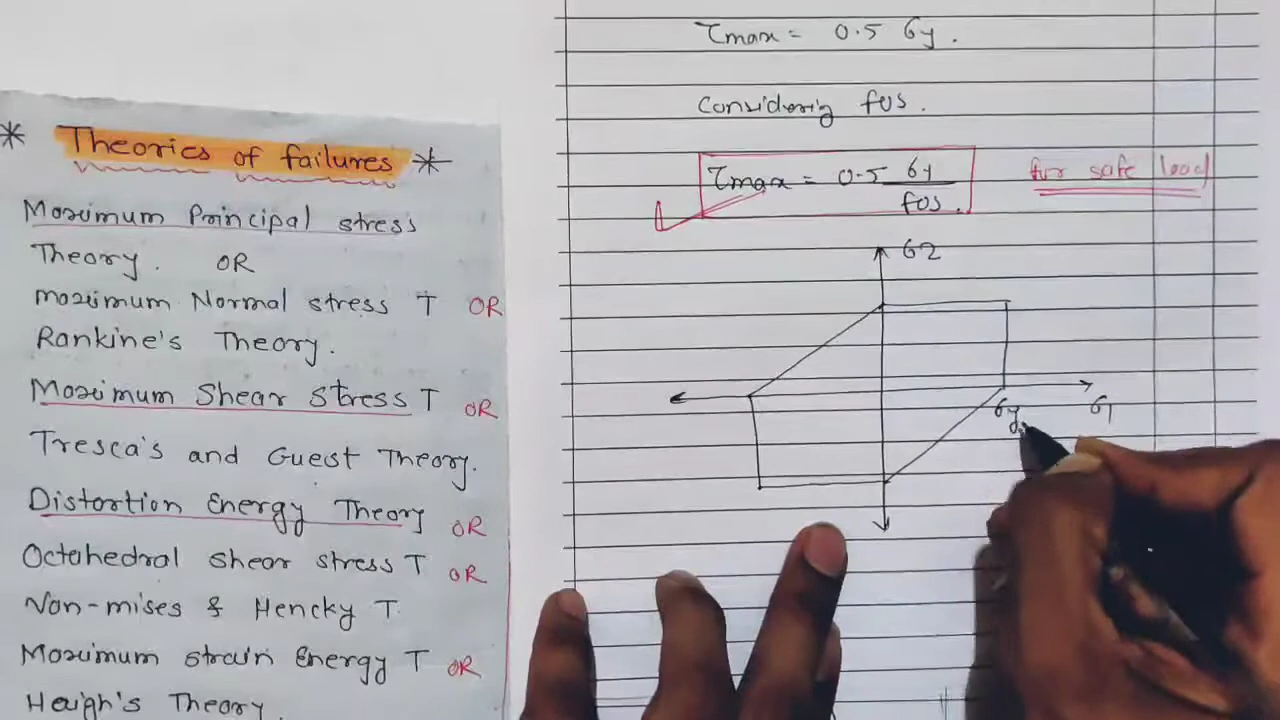 * Theories of failures *
Maximum Principal stress
Theory. OR
maximum Normal stress T OR
Rankine's Theory.
Maximum Shear stress T OR
Tresca's and Guest Theory.
Distortion Energy Theory OR
Octahedral shear stress T OR
Von-mises & Hencky T.
Maximum strain Energy T OR
Heigh's Theory
τmax = 0.5 σy.
Considering fos.
τmax = 0.5 σy/fos. for safe load
σ2
σy σ1